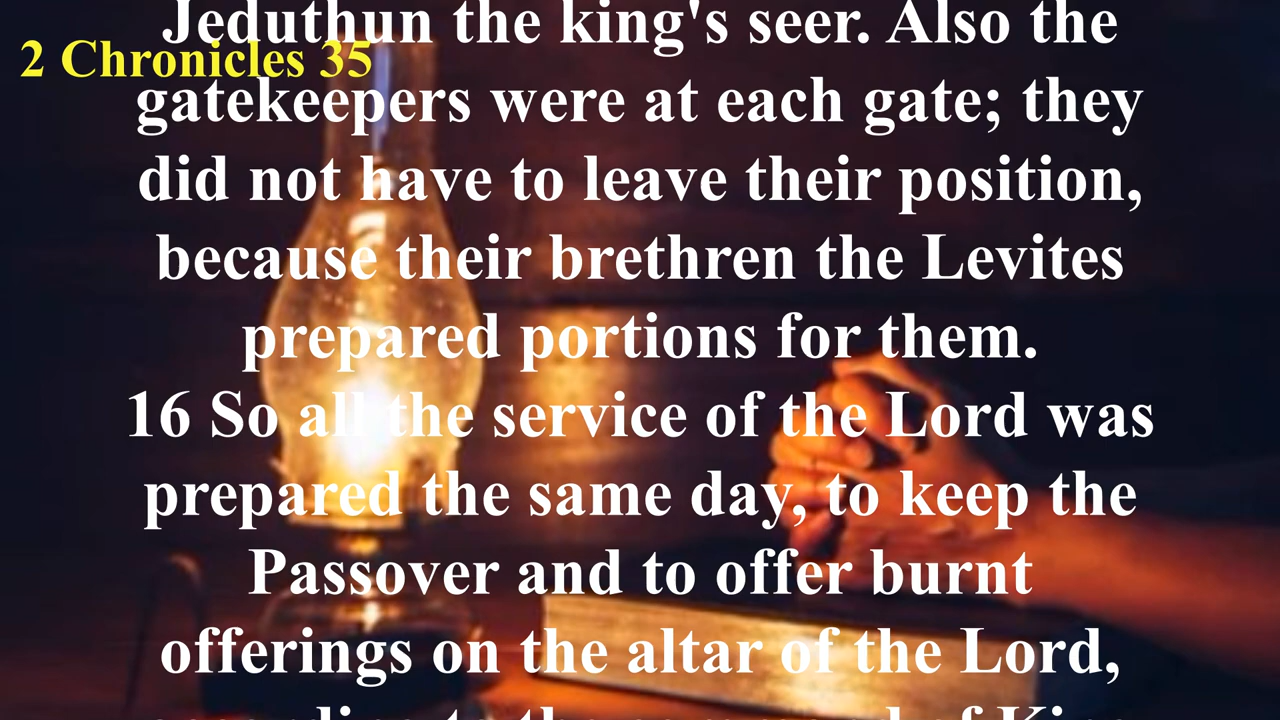 2 Chronicles 35
Jeduthun the king's seer. Also the
gatekeepers were at each gate; they
did not have to leave their position,
because their brethren the Levites
prepared portions for them.
16 So all the service of the Lord was
prepared the same day, to keep the
Passover and to offer burnt
offerings on the altar of the Lord,